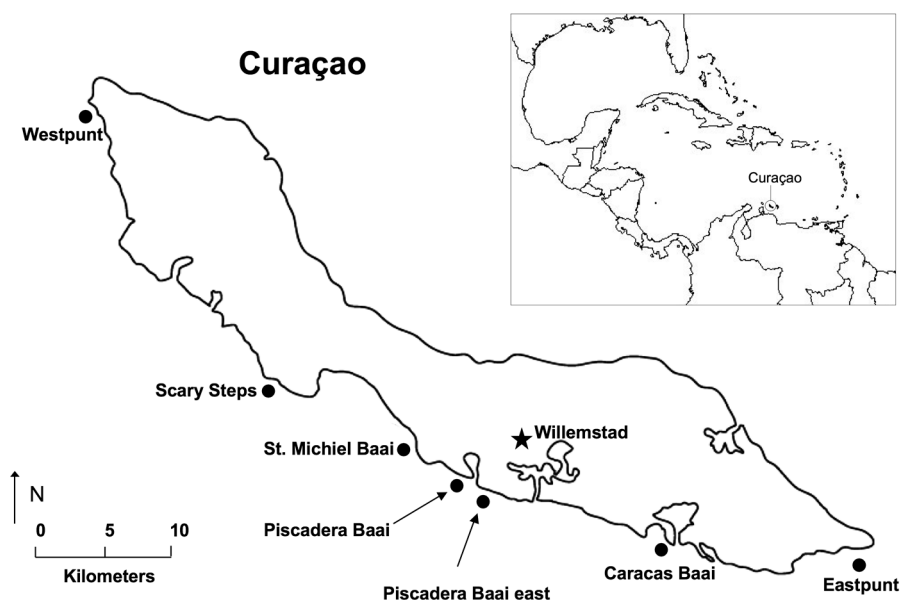 Curaçao
Curaçao
Westpunt
Scary Steps
Willemstad
St. Michiel Baai
N
0 5 10
Kilometers
Piscadera Baai
Piscadera Baai east
Caracas Baai
Eastpunt